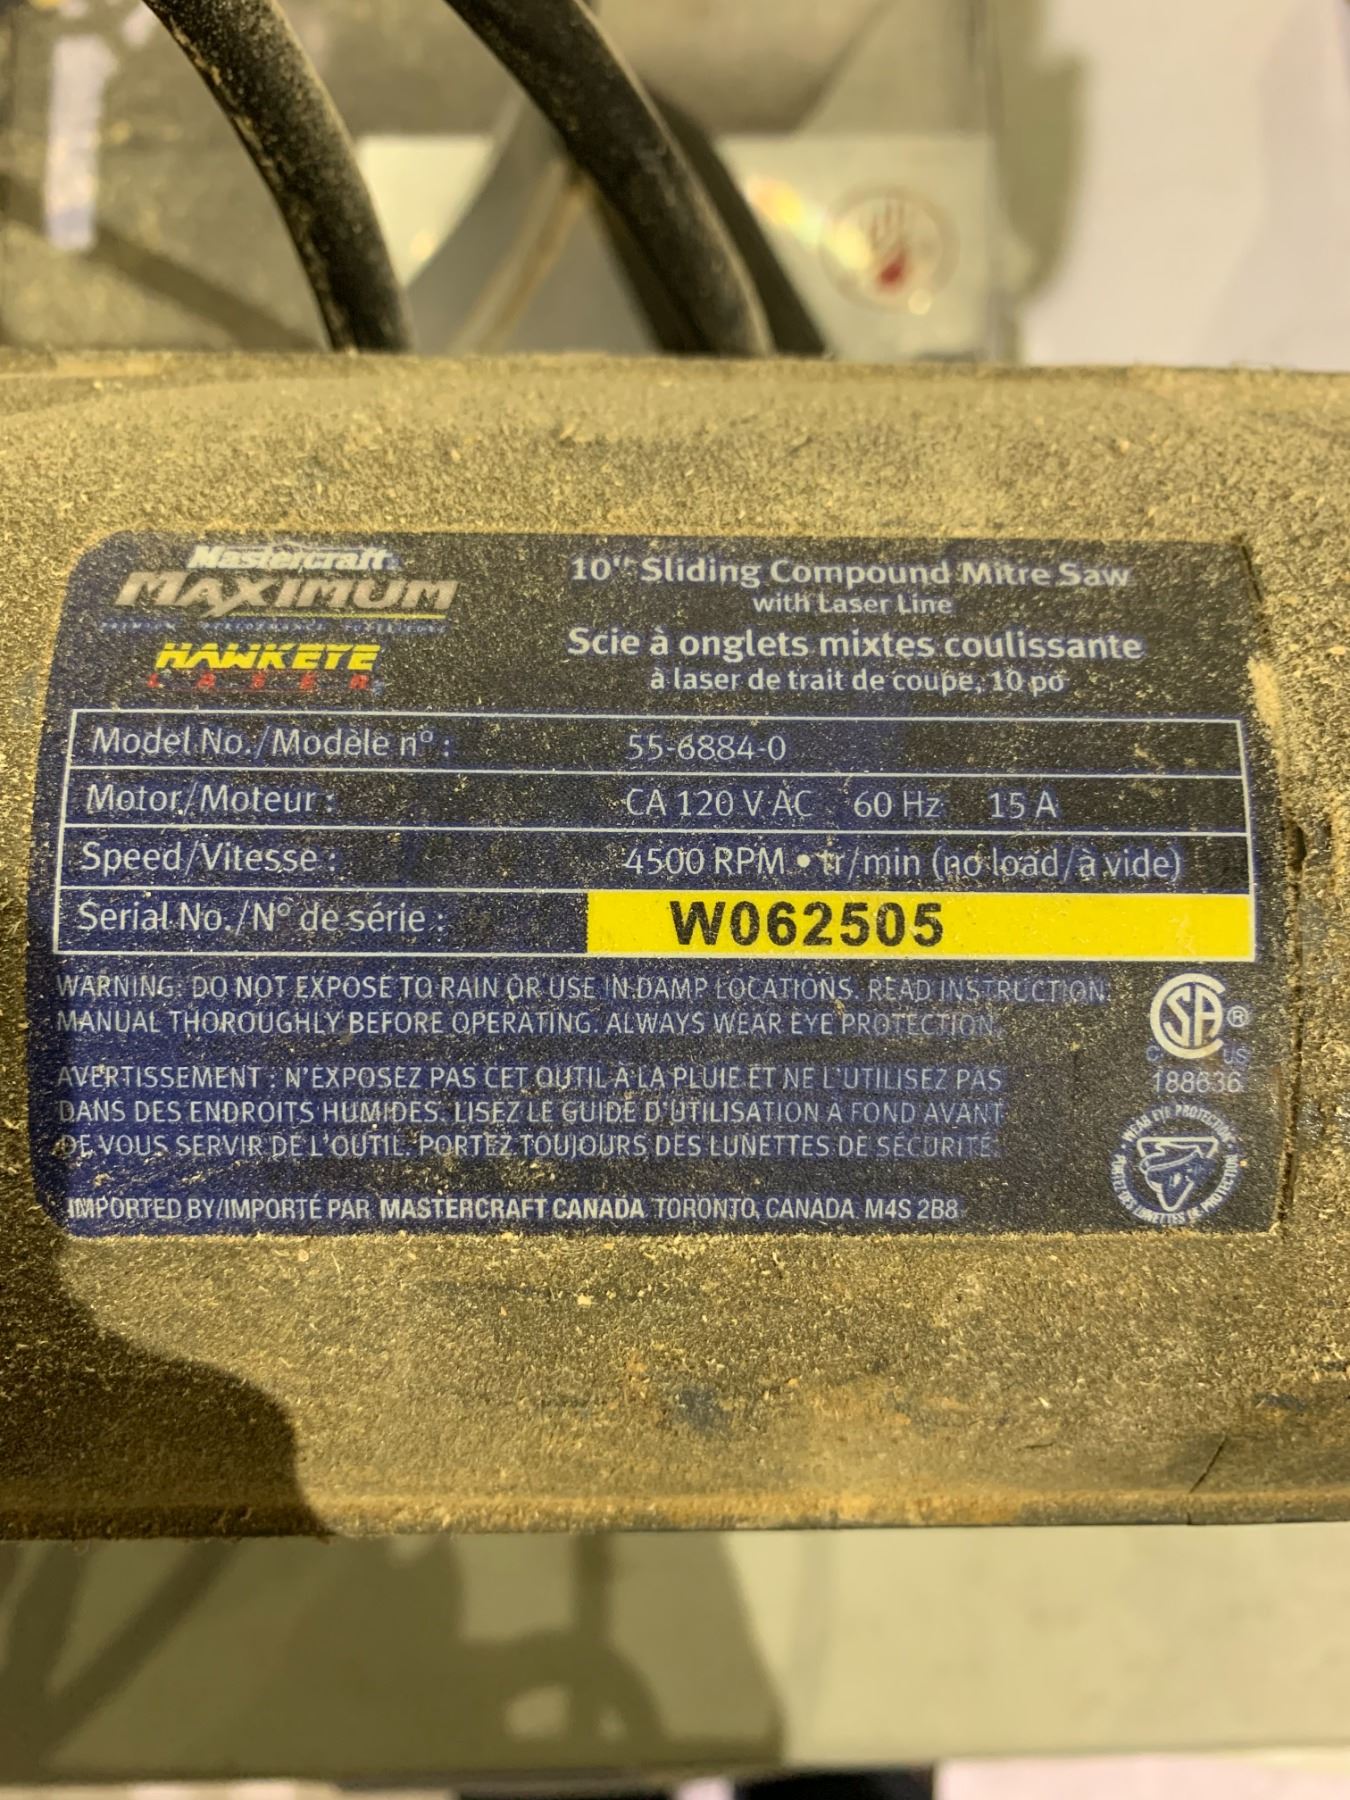 Mastercraft
MAXIMUM
HAWKEYE
LASER
10" Sliding Compound Mitre Saw
with Laser Line
Scie à onglets mixtes coulissante
à laser de trait de coupe, 10 po
Model No./Modèle nº : 55-6884-0
Motor/Moteur : CA 120 V AC 60 Hz 15 A
Speed/Vitesse : 4500 RPM • tr/min (no load/à vide)
Serial No./Nº de série : W062505
WARNING: DO NOT EXPOSE TO RAIN OR USE IN DAMP LOCATIONS. READ INSTRUCTION
MANUAL THOROUGHLY BEFORE OPERATING. ALWAYS WEAR EYE PROTECTION.
AVERTISSEMENT : N'EXPOSEZ PAS CET OUTIL À LA PLUIE ET NE L'UTILISEZ PAS
DANS DES ENDROITS HUMIDES. LISEZ LE GUIDE D'UTILISATION À FOND AVANT
DE VOUS SERVIR DE L'OUTIL. PORTEZ TOUJOURS DES LUNETTES DE SÉCURITÉ.
IMPORTED BY/IMPORTÉ PAR MASTERCRAFT CANADA TORONTO, CANADA M4S 2B8
SA ®
C US
188636
WEAR EYE PROTECTION
PORTEZ DES LUNETTES DE PROTECTION